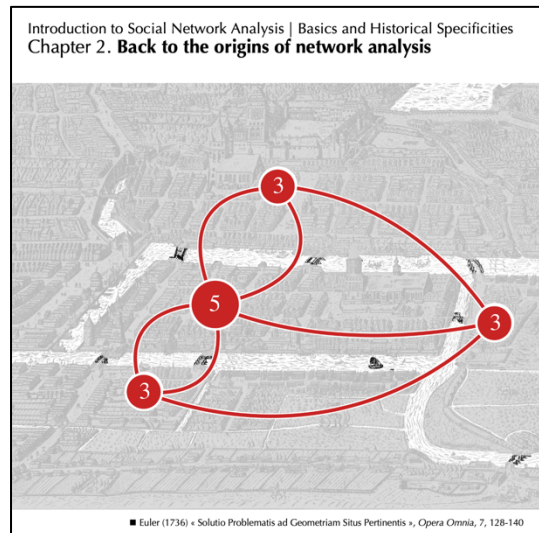 Introduction to Social Network Analysis | Basics and Historical Specificities
Chapter 2. Back to the origins of network analysis
3
5
3
3
■ Euler (1736) « Solutio Problematis ad Geometriam Situs Pertinentis », Opera Omnia, 7, 128-140